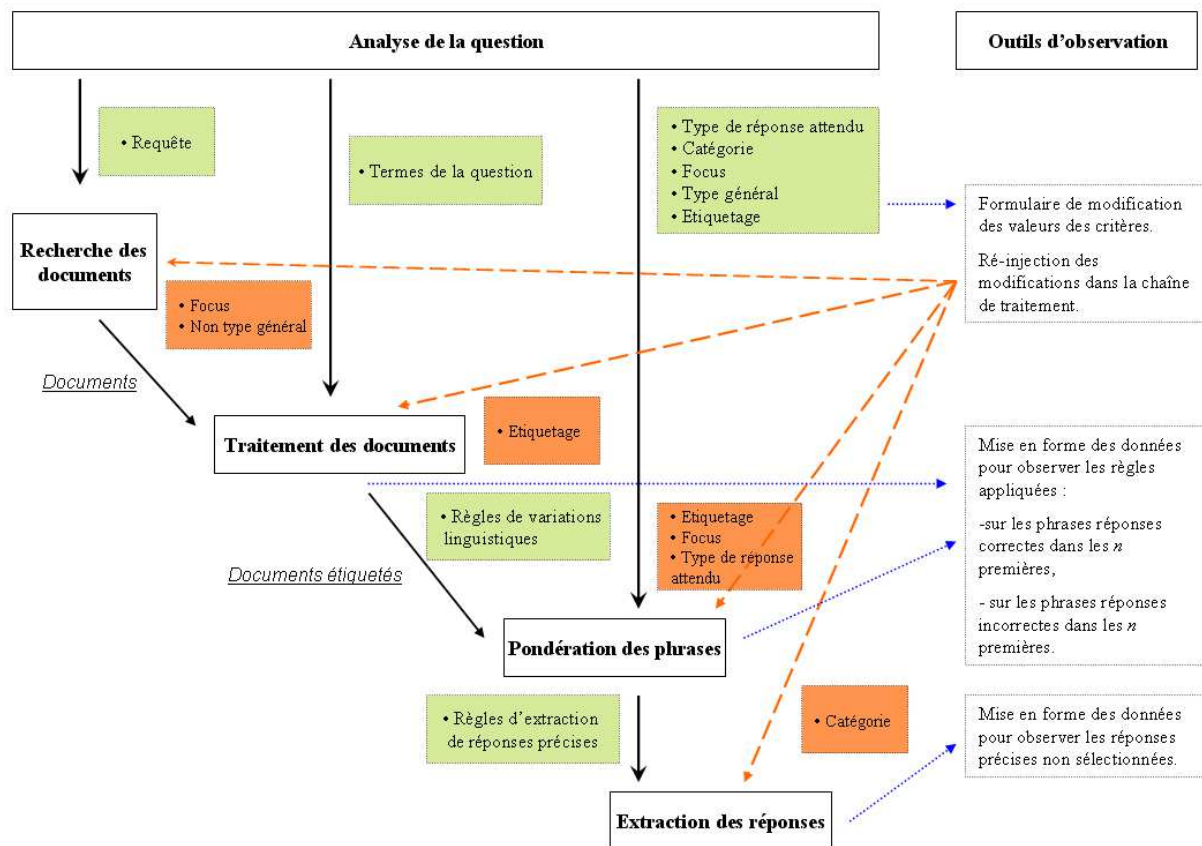 Analyse de la question
Outils d'observation
• Requête
• Termes de la question
• Type de réponse attendu
• Catégorie
• Focus
• Type général
• Etiquetage
Formulaire de modification
des valeurs des critères.
Ré-injection des
modifications dans la chaîne
de traitement.
Recherche des
documents
• Focus
• Non type général
Documents
Traitement des documents
• Etiquetage
Mise en forme des données
pour observer les règles
appliquées :
-sur les phrases réponses
correctes dans les n
premières,
- sur les phrases réponses
incorrectes dans les n
premières.
• Règles de variations
linguistiques
• Etiquetage
• Focus
• Type de réponse
attendu
Documents étiquetés
Pondération des phrases
• Règles d'extraction
de réponses précises
• Catégorie
Mise en forme des données
pour observer les réponses
précises non sélectionnées.
Extraction des réponses